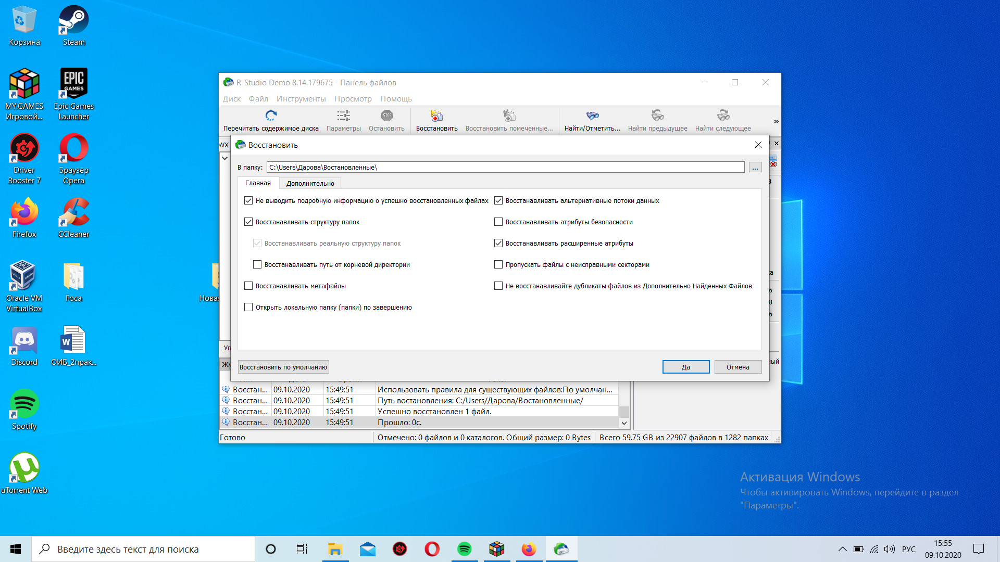 Корзина
Steam
MY.GAMES
Игровой...
EPIC
GAMES
Epic Games
Launcher
Driver
Booster 7
Браузер
Opera
Firefox
CCleaner
Oracle VM
VirtualBox
Foca
Новая
Discord
W
ОИБ_2прак...
Spotify
uTorrent Web
R-Studio Demo 8.14.179675 - Панель файлов
Диск Файл Инструменты Просмотр Помощь
STOP
Перечитать содержимое диска Параметры Остановить Восстановить Восстановить помеченные... Найти/Отметить... Найти предыдущее Найти следующее »
WX
Восстановить
В папку: C:\Users\Дарова\Востановленные\ ...
Главная Дополнительно
Не выводить подробную информацию о успешно восстановленных файлах
Восстанавливать альтернативные потоки данных
Восстанавливать структуру папок
Восстанавливать атрибуты безопасности
Восстанавливать реальную структуру папок
Восстанавливать расширенные атрибуты
Восстанавливать путь от корневой директории
Пропускать файлы с неисправными секторами
Восстанавливать метафайлы
Не восстанавливайте дубликаты файлов из Дополнительно Найденных Файлов
Открыть локальную папку (папки) по завершению
Уп
ный
Жу
Восстановить по умолчанию Да Отмена
Восстан... 09.10.2020 15:49:51 Использовать правила для существующих файлов:По умолчан...
Восстан... 09.10.2020 15:49:51 Путь востановления: C:/Users/Дарова/Востановленные/
Восстан... 09.10.2020 15:49:51 Успешно восстановлен 1 файл.
Восстан... 09.10.2020 15:49:51 Прошло: 0с.
Готово Отмечено: 0 файлов и 0 каталогов. Общий размер: 0 Bytes Всего 59.75 GB из 22907 файлов в 1282 папках
Активация Windows
Чтобы активировать Windows, перейдите в раздел
"Параметры".
Введите здесь текст для поиска
РУС
15:55
09.10.2020